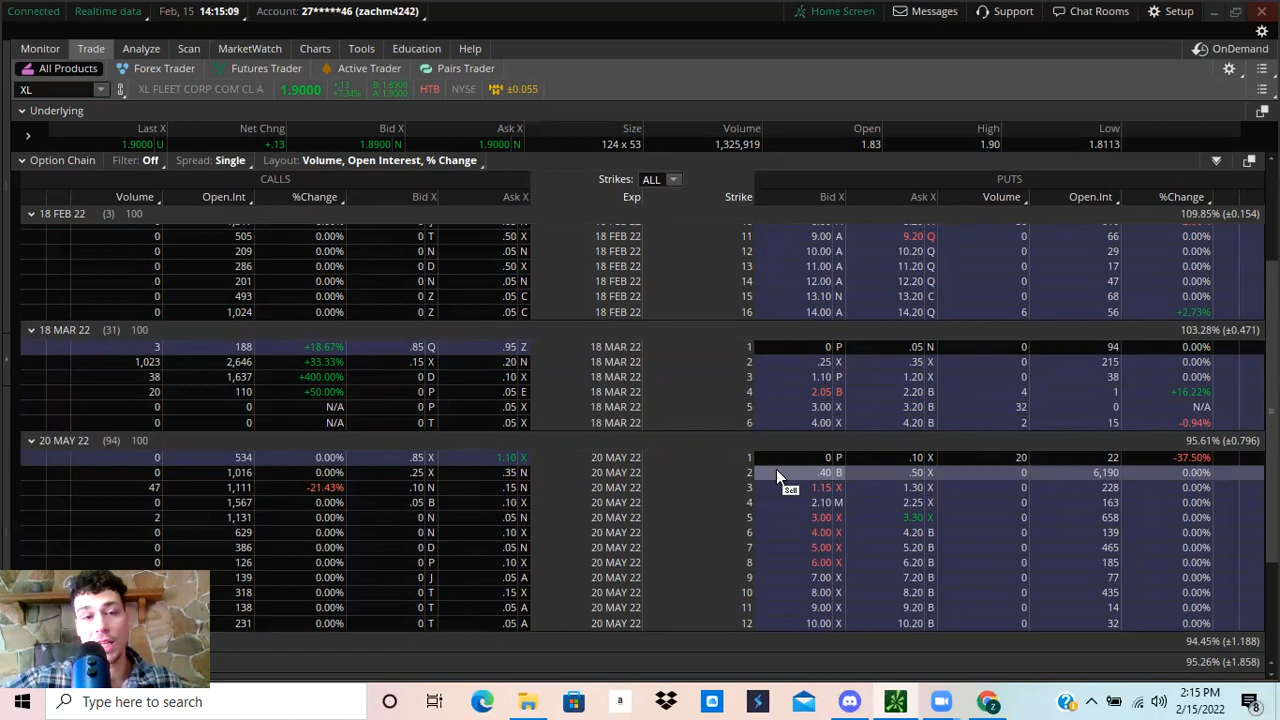 Connected Realtime data Feb, 15 14:15:09 Account: 27*****46 (zachm4242) Home Screen Messages Support Chat Rooms Setup
Monitor Trade Analyze Scan MarketWatch Charts Tools Education Help OnDemand
All Products Forex Trader Futures Trader Active Trader Pairs Trader
XL XL FLEET CORP COM CL A 1.9000 +.13 +7.34% B: 1.8900 A: 1.9000 HTB NYSE ±0.055
Underlying
Last X Net Chng Bid X Ask X Size Volume Open High Low
1.9000 U +.13 1.8900 N 1.9000 N 124 x 53 1,325,919 1.83 1.90 1.8113
Option Chain Filter: Off Spread: Single Layout: Volume, Open Interest, % Change
CALLS Strikes: ALL PUTS
Volume Open.Int %Change Bid X Ask X Exp Strike Bid X Ask X Volume Open.Int %Change
18 FEB 22 (3) 100 109.85% (±0.154)
0 505 0.00% 0 T .50 X 18 FEB 22 11 9.00 A 9.20 Q 0 66 0.00%
0 209 0.00% 0 N .05 C 18 FEB 22 12 10.00 A 10.20 Q 0 29 0.00%
0 286 0.00% 0 D .50 X 18 FEB 22 13 11.00 A 11.20 Q 0 17 0.00%
0 201 0.00% 0 N .05 C 18 FEB 22 14 12.00 A 12.20 Q 0 47 0.00%
0 493 0.00% 0 Z .05 C 18 FEB 22 15 13.10 N 13.20 C 0 68 0.00%
0 1,024 0.00% 0 Z .05 C 18 FEB 22 16 14.00 A 14.20 Q 6 56 +2.73%
18 MAR 22 (31) 100 103.28% (±0.471)
3 188 +18.67% .85 Q .95 Z 18 MAR 22 1 0 P .05 N 0 94 0.00%
1,023 2,646 +33.33% .15 X .20 N 18 MAR 22 2 .25 X .35 X 0 215 0.00%
38 1,637 +400.00% 0 D .10 X 18 MAR 22 3 1.10 P 1.20 X 0 38 0.00%
20 110 +50.00% 0 P .05 E 18 MAR 22 4 2.05 B 2.20 B 4 1 +16.22%
0 0 N/A 0 P .05 X 18 MAR 22 5 3.00 X 3.20 B 32 0 N/A
0 0 N/A 0 T .05 X 18 MAR 22 6 4.00 X 4.20 B 2 15 -0.94%
20 MAY 22 (94) 100 95.61% (±0.796)
0 534 0.00% .85 X 1.10 X 20 MAY 22 1 0 P .10 X 20 22 -37.50%
0 1,016 0.00% .25 X .35 N 20 MAY 22 2 .40 B .50 X 0 6,190 0.00%
Sell
47 1,111 -21.43% .10 N .15 N 20 MAY 22 3 1.15 X 1.30 X 0 228 0.00%
0 1,567 0.00% .05 B .10 N 20 MAY 22 4 2.10 M 2.25 X 0 163 0.00%
2 1,131 0.00% 0 N .05 N 20 MAY 22 5 3.00 X 3.30 X 0 658 0.00%
0 629 0.00% 0 N .10 X 20 MAY 22 6 4.00 X 4.20 B 0 139 0.00%
0 386 0.00% 0 D .05 N 20 MAY 22 7 5.00 X 5.20 B 0 465 0.00%
0 126 0.00% 0 P .10 X 20 MAY 22 8 6.00 X 6.20 B 0 185 0.00%
139 0.00% 0 J .05 A 20 MAY 22 9 7.00 X 7.20 B 0 77 0.00%
318 0.00% 0 T .15 X 20 MAY 22 10 8.00 X 8.20 B 0 435 0.00%
138 0.00% 0 T .05 A 20 MAY 22 11 9.00 X 9.20 B 0 14 0.00%
231 0.00% 0 T .05 A 20 MAY 22 12 10.00 X 10.20 B 0 32 0.00%
94.45% (±1.188)
95.26% (±1.858)
Type here to search 2:15 PM
2/15/2022 8